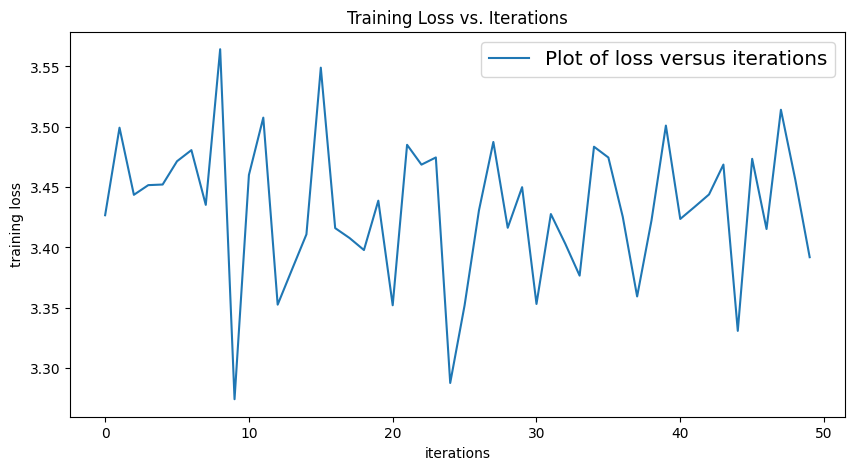 Training Loss vs. Iterations
Plot of loss versus iterations
training loss
3.55
3.50
3.45
3.40
3.35
3.30
0 10 20 30 40 50
iterations